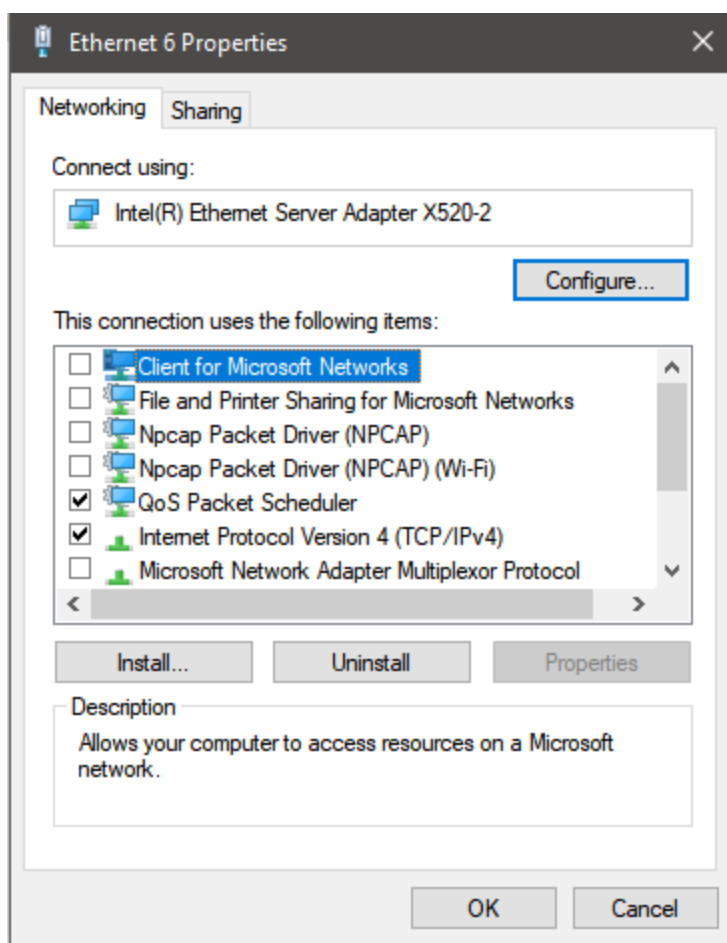 Ethernet 6 Properties
Networking
Sharing
Connect using:
Intel(R) Ethernet Server Adapter X520-2
Configure...
This connection uses the following items:
Client for Microsoft Networks
File and Printer Sharing for Microsoft Networks
Npcap Packet Driver (NPCAP)
Npcap Packet Driver (NPCAP) (Wi-Fi)
QoS Packet Scheduler
Internet Protocol Version 4 (TCP/IPv4)
Microsoft Network Adapter Multiplexor Protocol
Install...
Uninstall
Properties
Description
Allows your computer to access resources on a Microsoft
network.
OK
Cancel